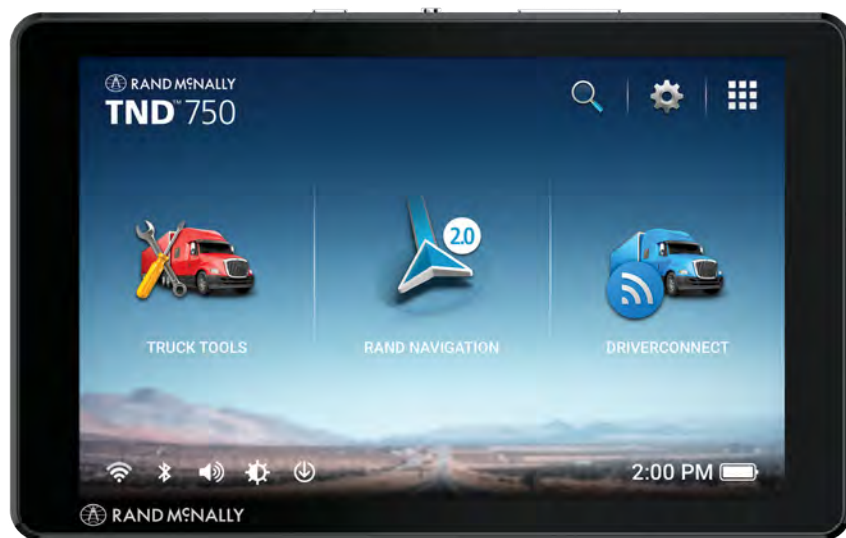 RAND MCNALLY
TND™ 750
2.0
TRUCK TOOLS
RAND NAVIGATION
DRIVERCONNECT
2:00 PM
RAND MCNALLY